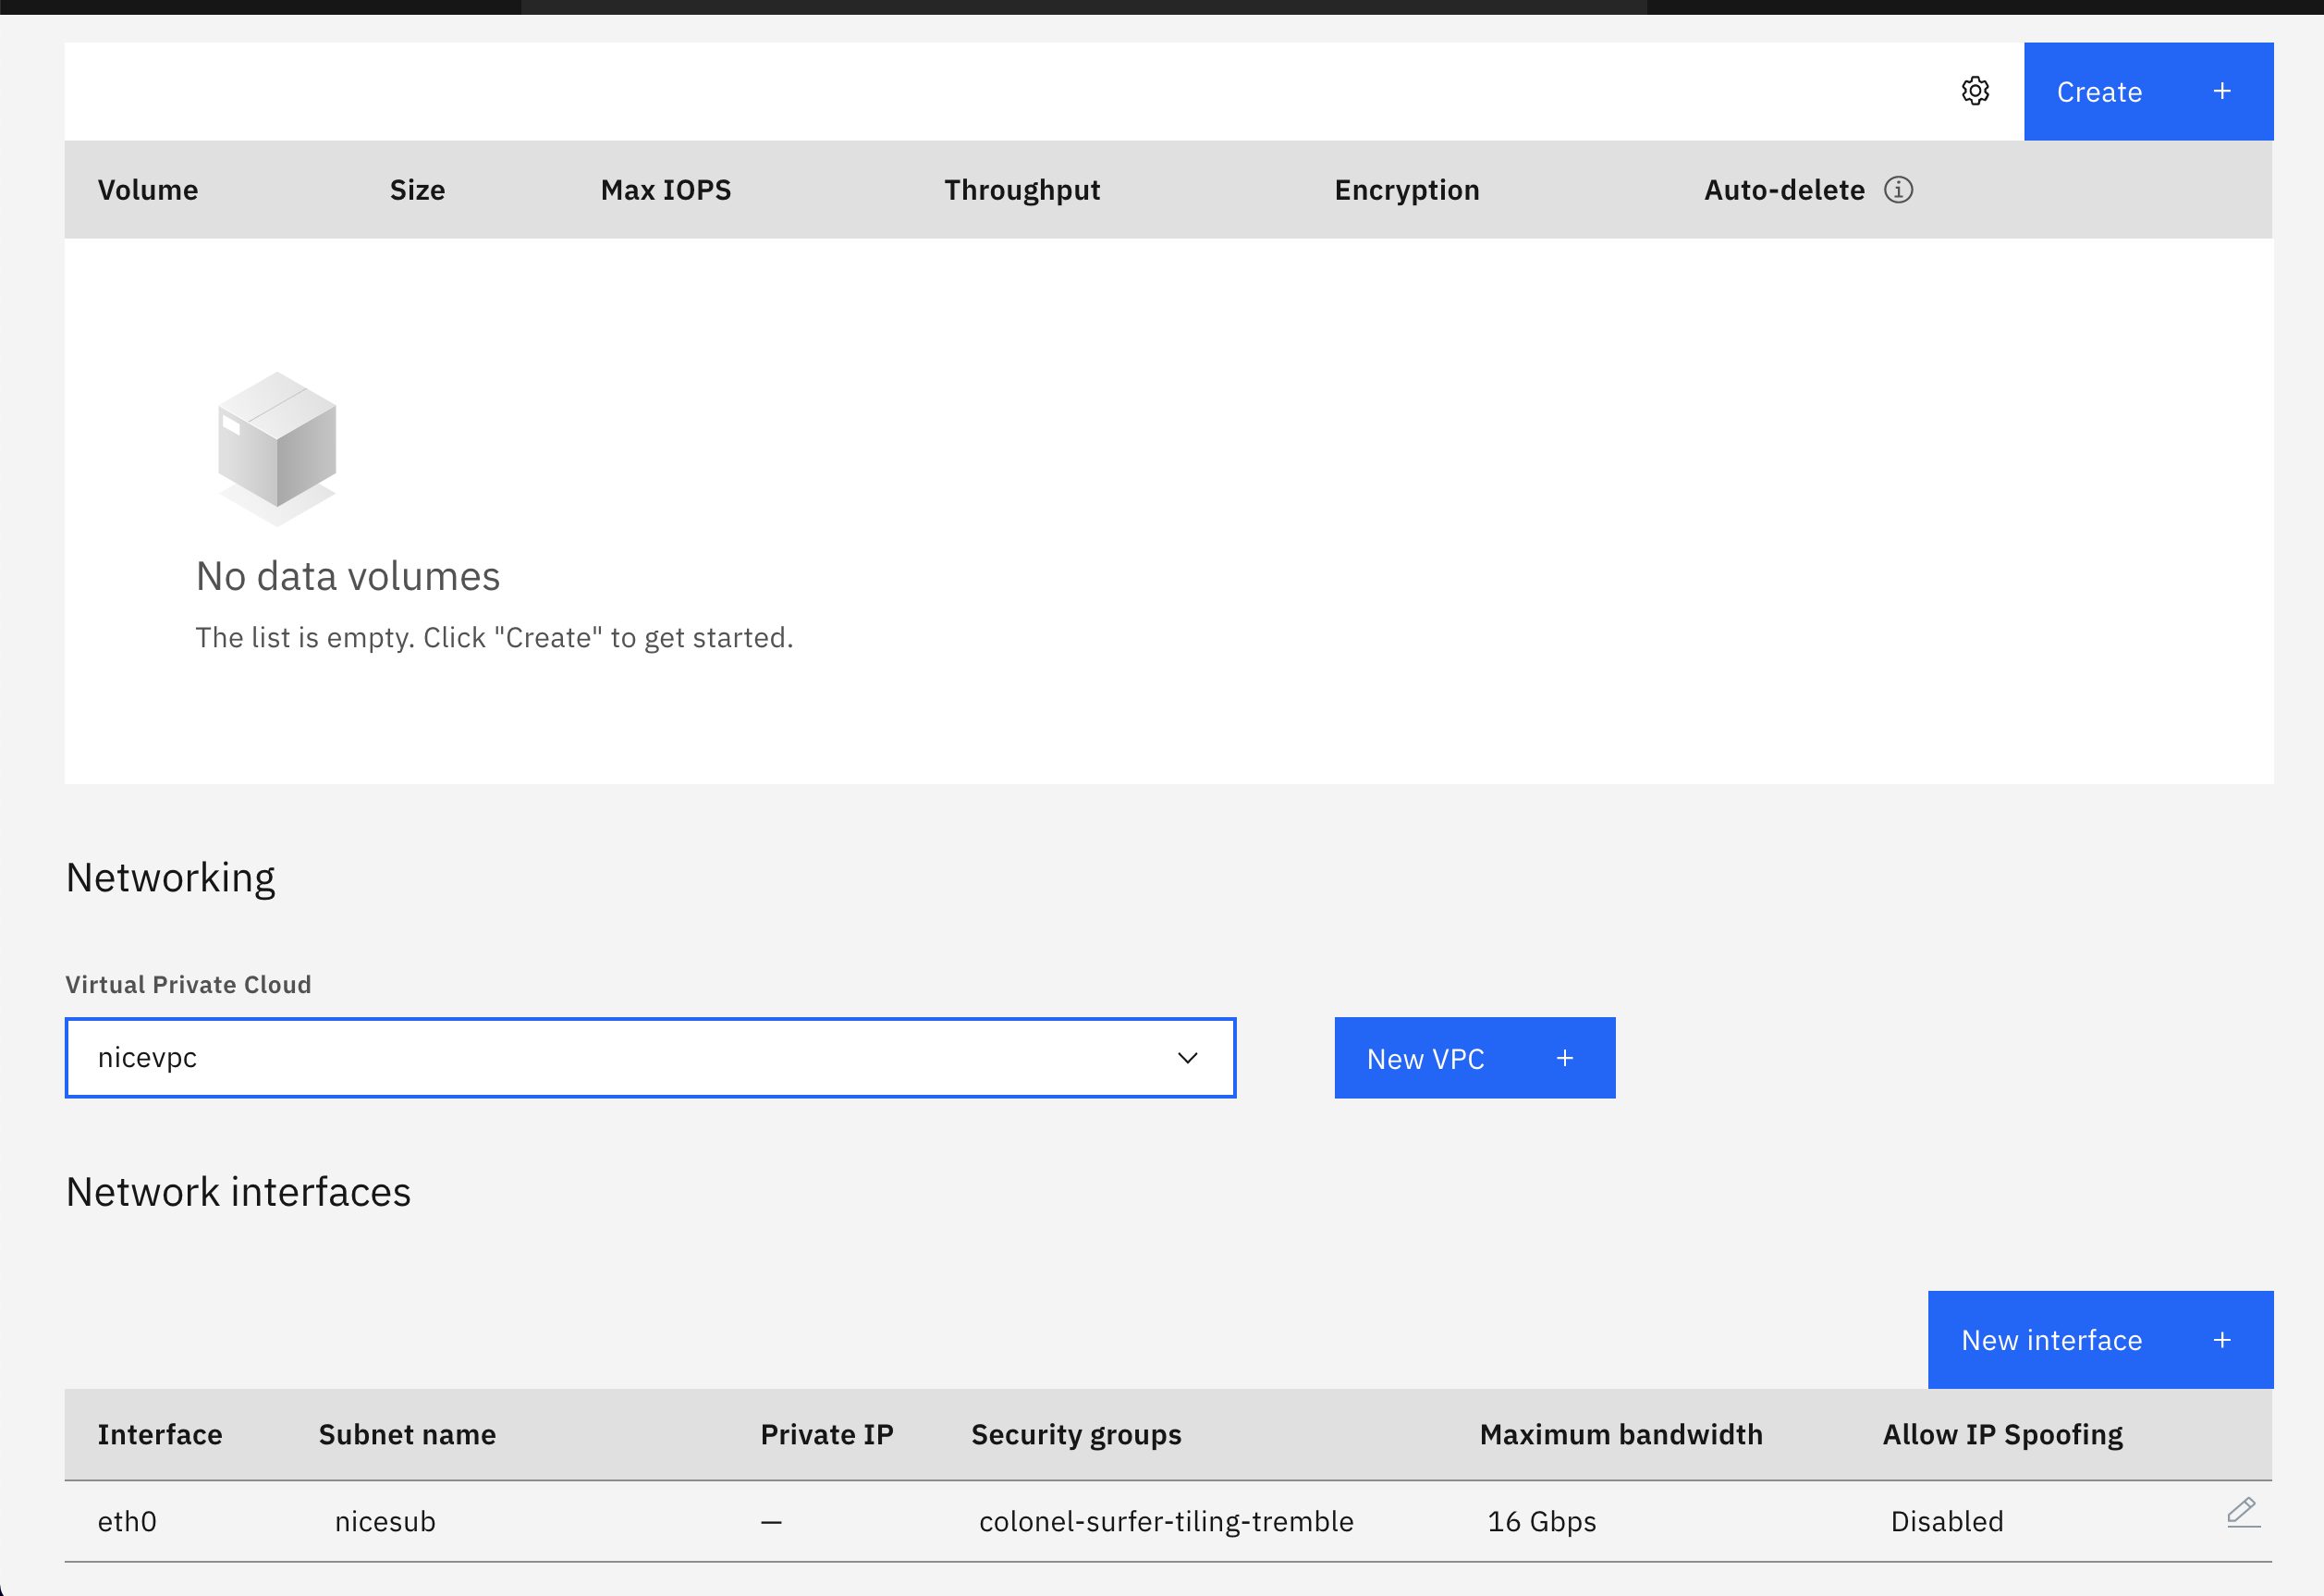 Create +
Volume Size Max IOPS Throughput Encryption Auto-delete
No data volumes
The list is empty. Click "Create" to get started.
Networking
Virtual Private Cloud
nicevpc
New VPC +
Network interfaces
New interface +
Interface Subnet name Private IP Security groups Maximum bandwidth Allow IP Spoofing
eth0 nicesub — colonel-surfer-tiling-tremble 16 Gbps Disabled